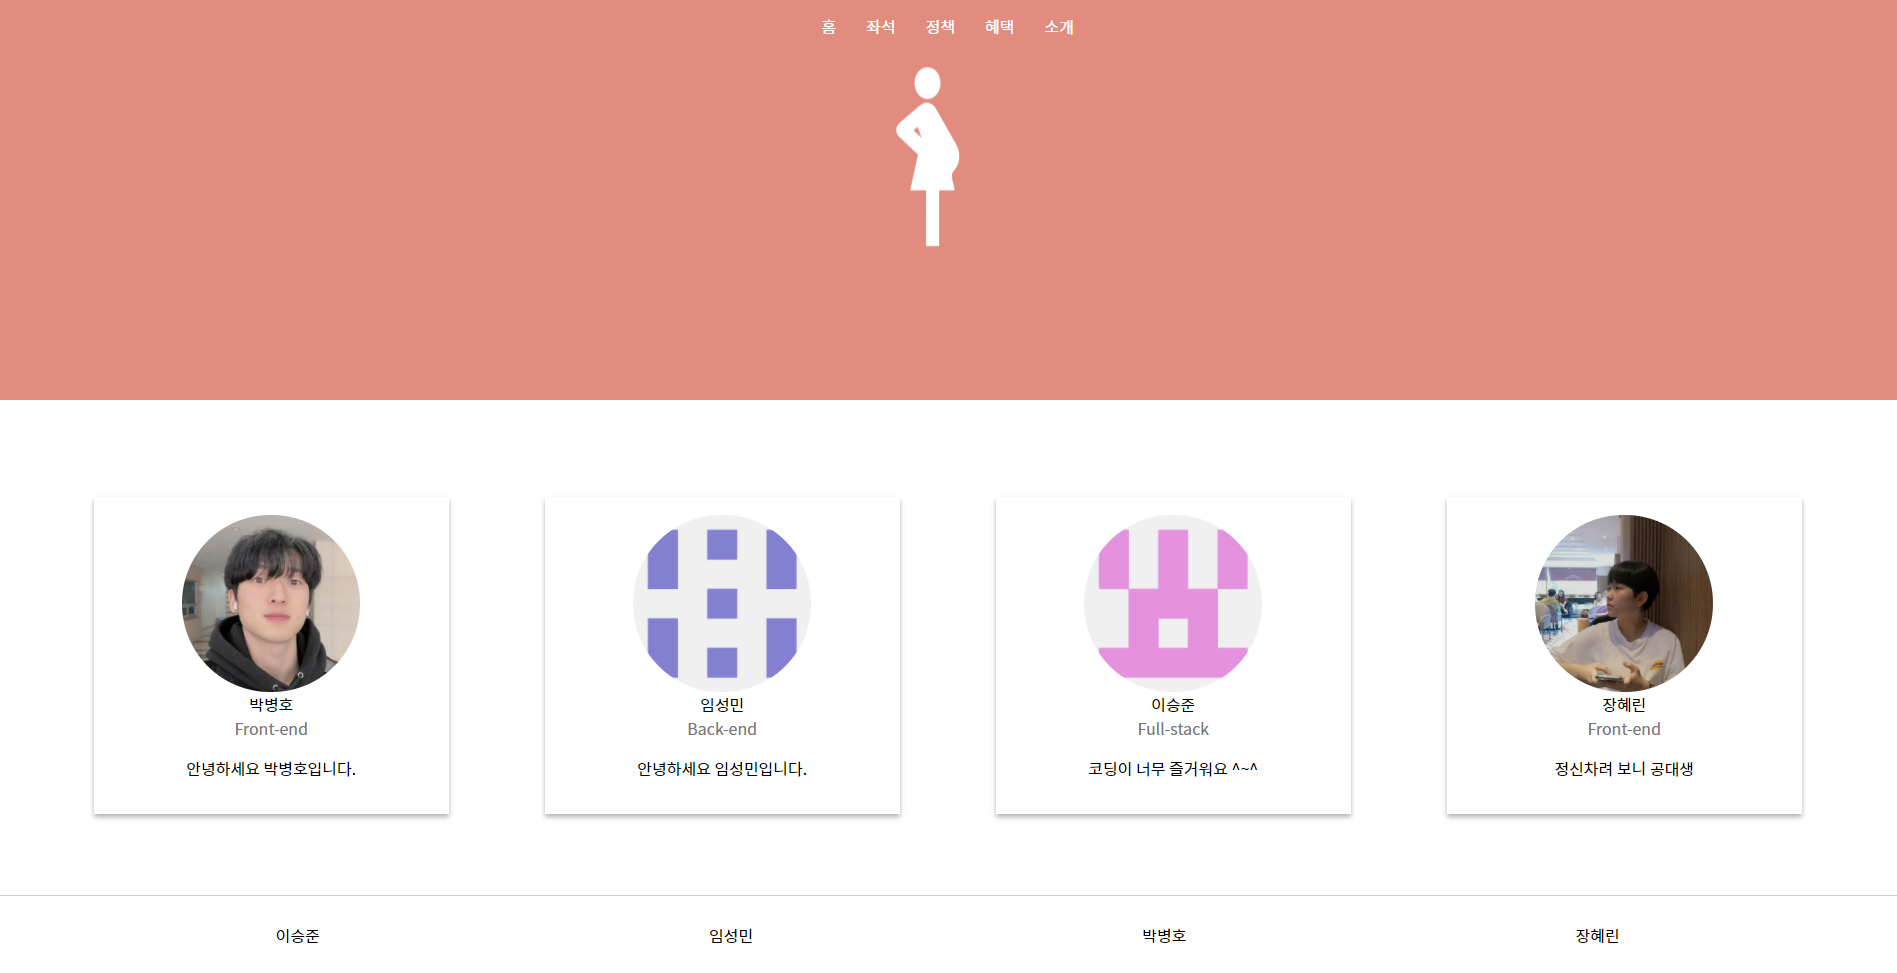 홈 좌석 정책 혜택 소개
박병호
Front-end
안녕하세요 박병호입니다.
임성민
Back-end
안녕하세요 임성민입니다.
이승준
Full-stack
코딩이 너무 즐거워요 ^~^
장혜린
Front-end
정신차려 보니 공대생
이승준 임성민 박병호 장혜린